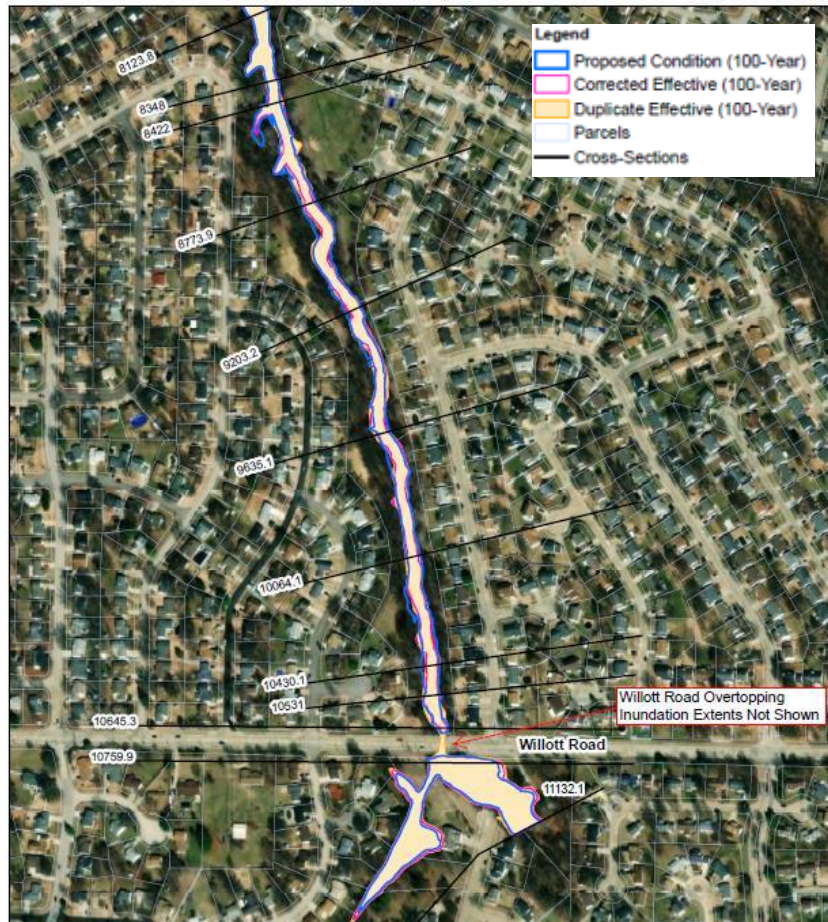 Legend
Proposed Condition (100-Year)
Corrected Effective (100-Year)
Duplicate Effective (100-Year)
Parcels
Cross-Sections
8123.8
8348
8422
8773.9
9203.2
9635.1
10064.1
10430.1
10531
Willott Road Overtopping
Inundation Extents Not Shown
10645.3
Willott Road
10759.9
11132.1